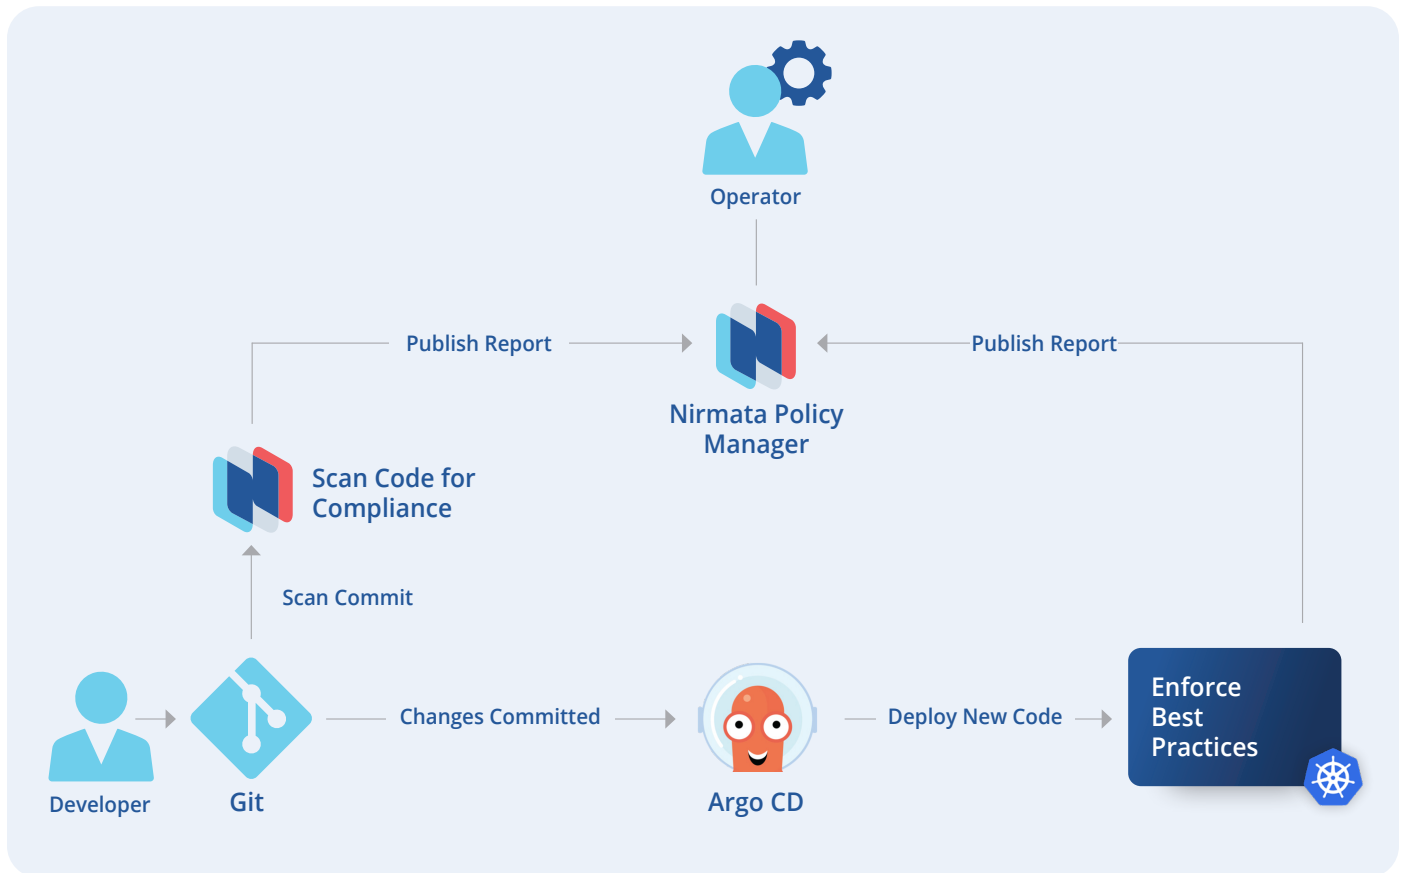 Operator
Publish Report
Publish Report
Nirmata Policy
Manager
Scan Code for
Compliance
Scan Commit
Developer
Git
Changes Committed
Argo CD
Deploy New Code
Enforce
Best
Practices